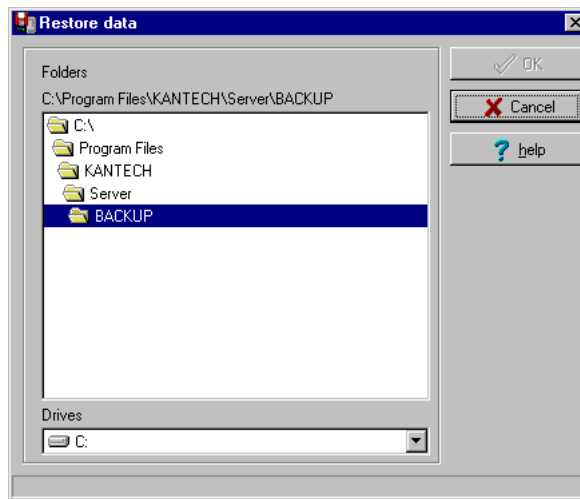 Restore data
Folders
C:\Program Files\KANTECH\Server\BACKUP
C:\
Program Files
KANTECH
Server
BACKUP
Drives
C:
OK
Cancel
help